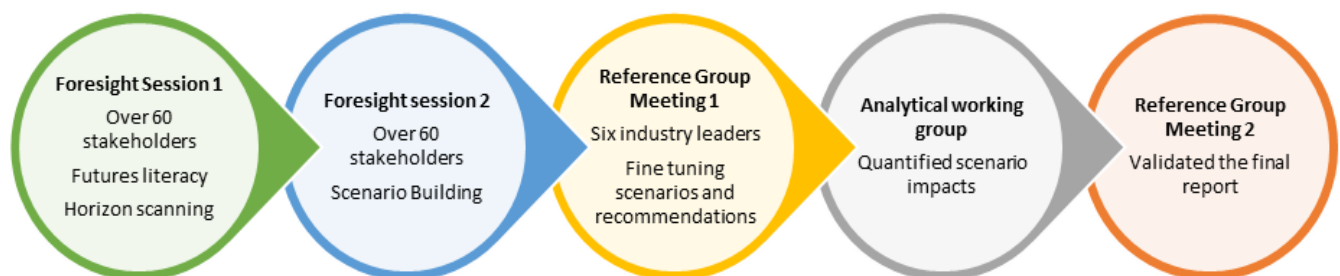 Foresight Session 1
Over 60
stakeholders
Futures literacy
Horizon scanning
Foresight session 2
Over 60
stakeholders
Scenario Building
Reference Group
Meeting 1
Six industry leaders
Fine tuning
scenarios and
recommendations
Analytical working
group
Quantified scenario
impacts
Reference Group
Meeting 2
Validated the final
report